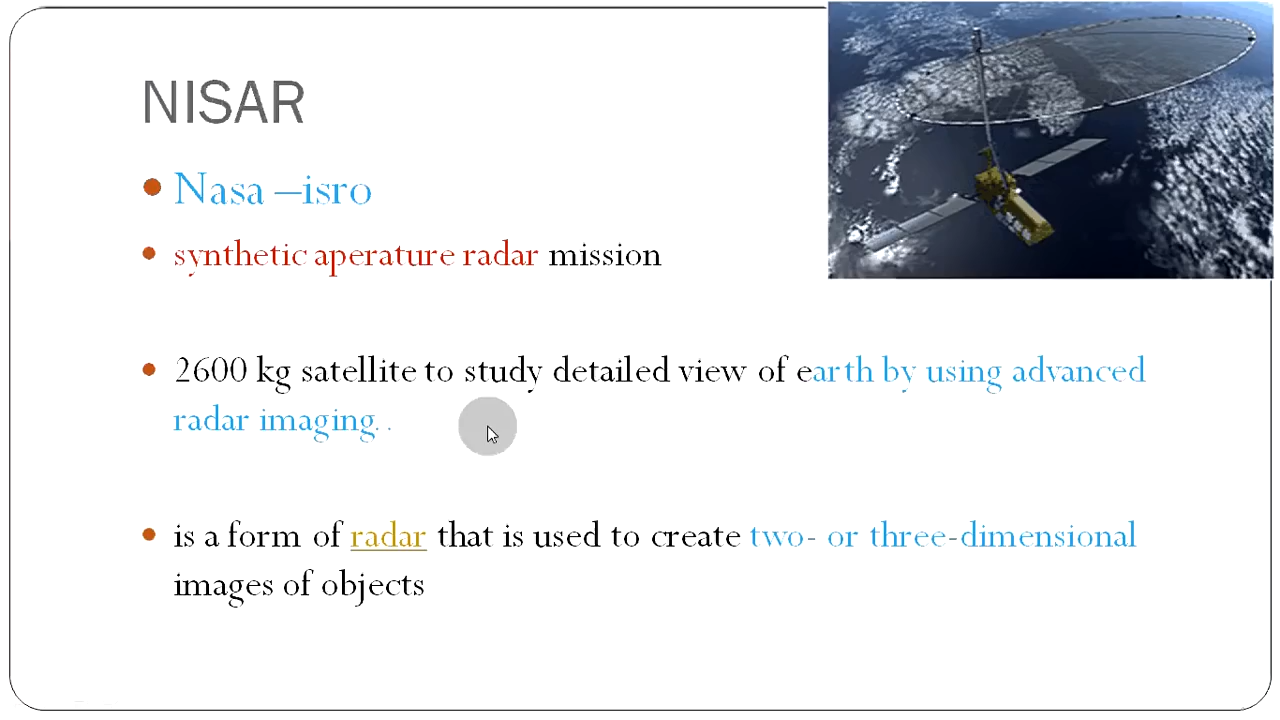 NISAR
Nasa –isro
synthetic aperature radar mission
2600 kg satellite to study detailed view of earth by using advanced
radar imaging. .
is a form of radar that is used to create two- or three-dimensional
images of objects